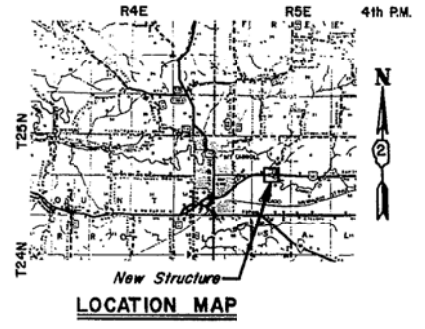 R4E R5E 4th P.M.
T25N
N
2
T24N
New Structure
LOCATION MAP